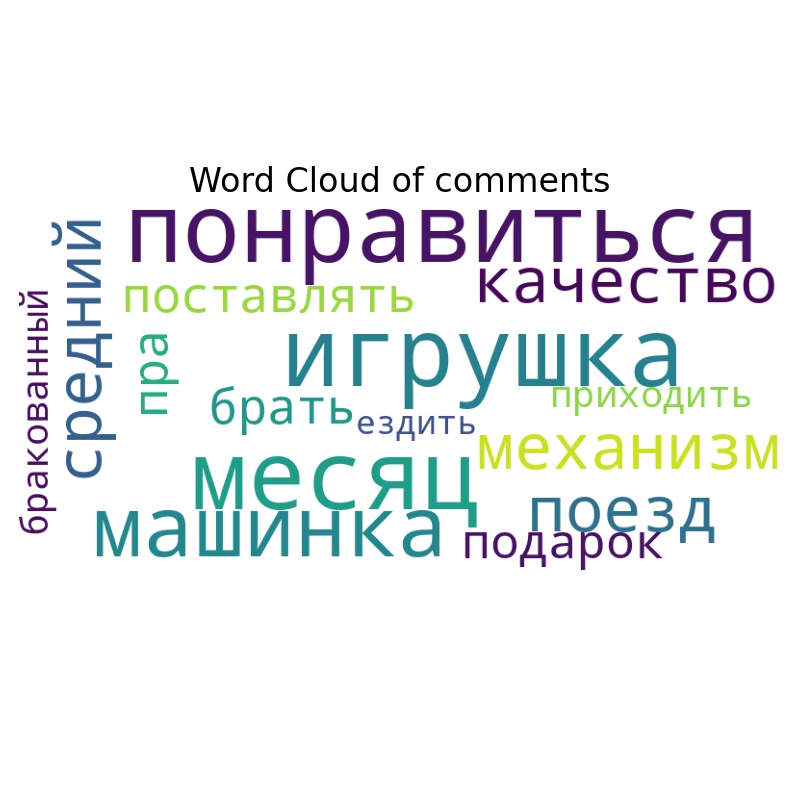 Word Cloud of comments
понравиться
качество
средний
поставлять
бракованный
игрушка
пра
приходить
брать
ездить
механизм
месяц
поезд
машинка
подарок